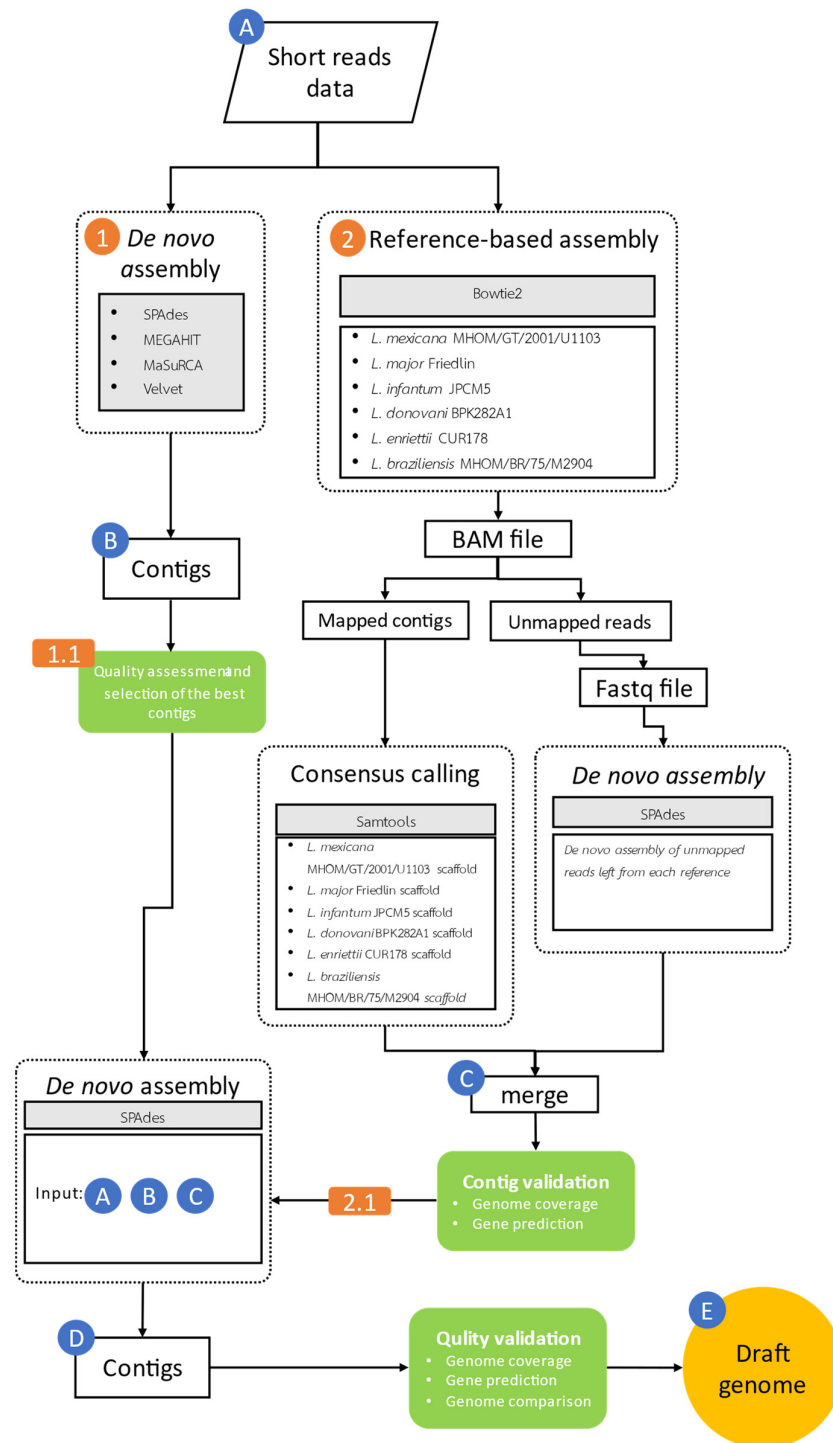 A
Short reads
data
1
De novo
assembly
• SPAdes
• MEGAHIT
• MaSuRCA
• Velvet
2
Reference-based assembly
Bowtie2
• L. mexicana MHOM/GT/2001/U1103
• L. major Friedlin
• L. infantum JPCM5
• L. donovani BPK282A1
• L. enriettii CUR178
• L. braziliensis MHOM/BR/75/M2904
B
Contigs
BAM file
Mapped contigs
Unmapped reads
1.1
Quality assessment and
selection of the best
contigs
Fastq file
Consensus calling
Samtools
• L. mexicana
MHOM/GT/2001/U1103 scaffold
• L. major Friedlin scaffold
• L. infantum JPCM5 scaffold
• L. donovani BPK282A1 scaffold
• L. enriettii CUR178 scaffold
• L. braziliensis
MHOM/BR/75/M2904 scaffold
De novo assembly
SPAdes
De novo assembly of unmapped
reads left from each reference
C
merge
De novo assembly
SPAdes
Input: A B C
2.1
Contig validation
• Genome coverage
• Gene prediction
D
Contigs
Qulity validation
• Genome coverage
• Gene prediction
• Genome comparison
E
Draft
genome